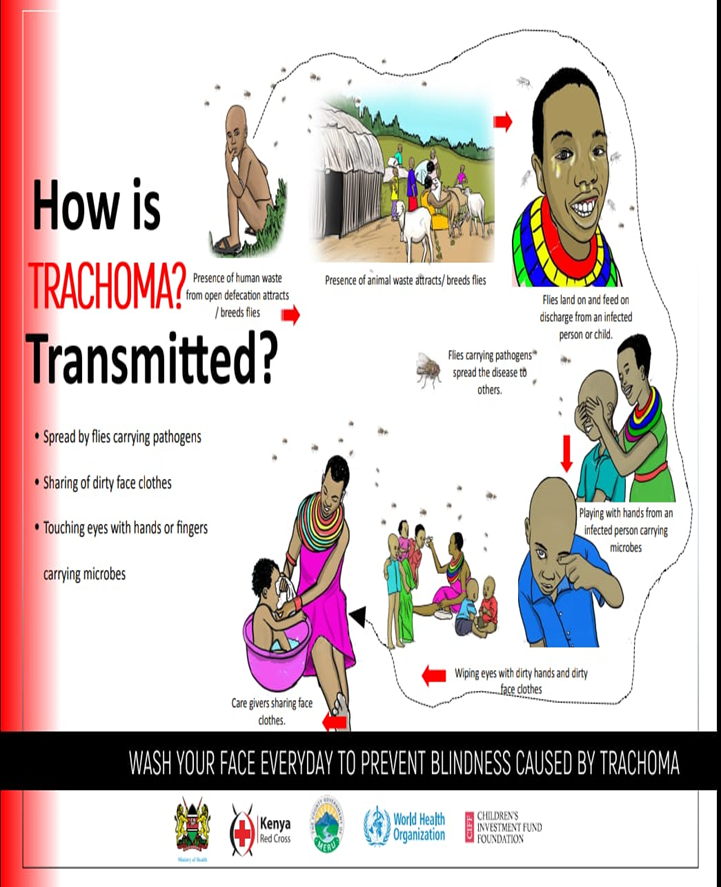 How is
TRACHOMA?
Transmitted?
• Spread by flies carrying pathogens
• Sharing of dirty face clothes
• Touching eyes with hands or fingers
carrying microbes
Presence of human waste
from open defecation attracts
/ breeds flies
Presence of animal waste attracts/ breeds flies
Flies land on and feed on
discharge from an infected
person or child.
Flies carrying pathogens
spread the disease to
others.
Playing with hands from an
infected person carrying
microbes
Wiping eyes with dirty hands and dirty
face clothes
Care givers sharing face
clothes.
WASH YOUR FACE EVERYDAY TO PREVENT BLINDNESS CAUSED BY TRACHOMA
Ministry of Health
Kenya
Red Cross
MERU
World Health
Organization
CIFF
CHILDREN'S
INVESTMENT FUND
FOUNDATION